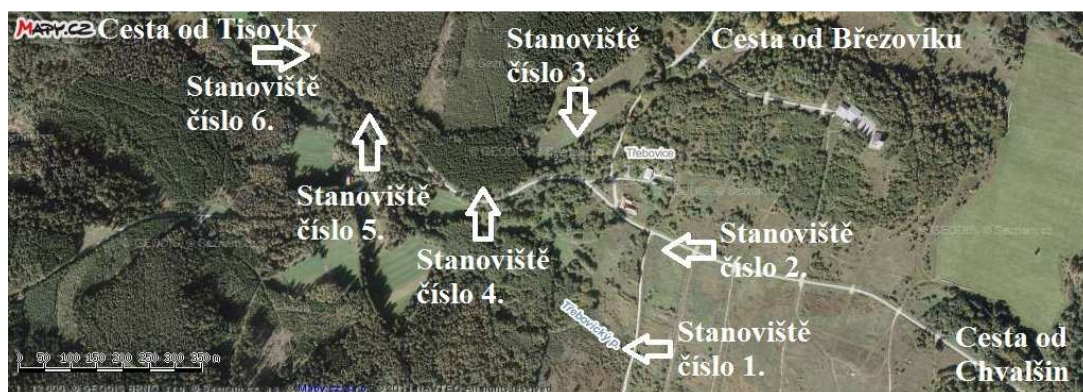 Mapy.cz
Cesta od Tisovky
Stanoviště
číslo 3.
Cesta od Březovíku
Stanoviště
číslo 6.
Třebovice
Stanoviště
číslo 5.
Stanoviště
číslo 4.
Stanoviště
číslo 2.
Třebovický p.
Stanoviště
číslo 1.
Cesta od
Chvalšin
0 50 100 150 200 250 300 350 m